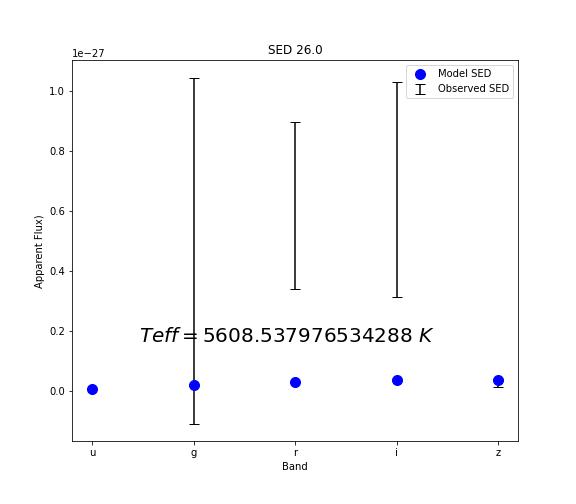 SED 26.0
1e−27
Model SED
Observed SED
1.0
0.8
0.6
0.4
0.2
0.0
Apparent Flux)
Teff = 5608.537976534288 K
u g r i z
Band